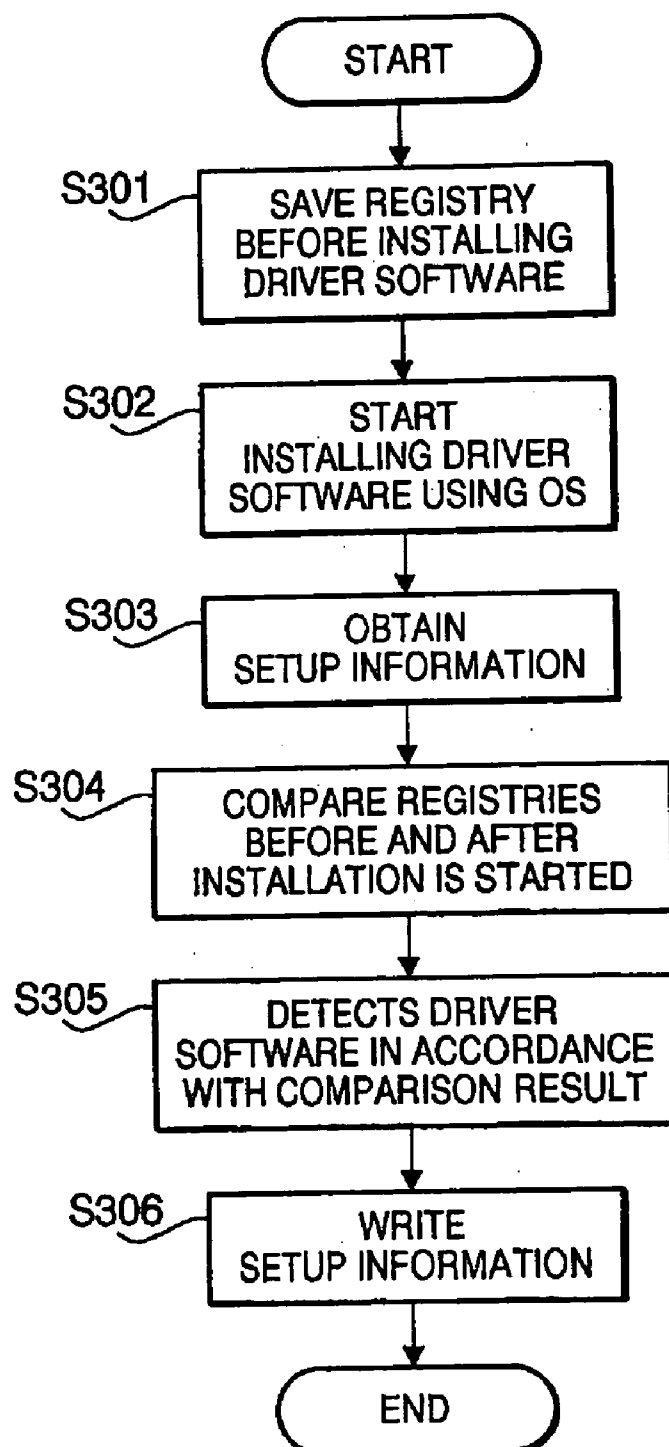 START
S301
SAVE REGISTRY
BEFORE INSTALLING
DRIVER SOFTWARE
S302
START
INSTALLING DRIVER
SOFTWARE USING OS
S303
OBTAIN
SETUP INFORMATION
S304
COMPARE REGISTRIES
BEFORE AND AFTER
INSTALLATION IS STARTED
S305
DETECTS DRIVER
SOFTWARE IN ACCORDANCE
WITH COMPARISON RESULT
S306
WRITE
SETUP INFORMATION
END